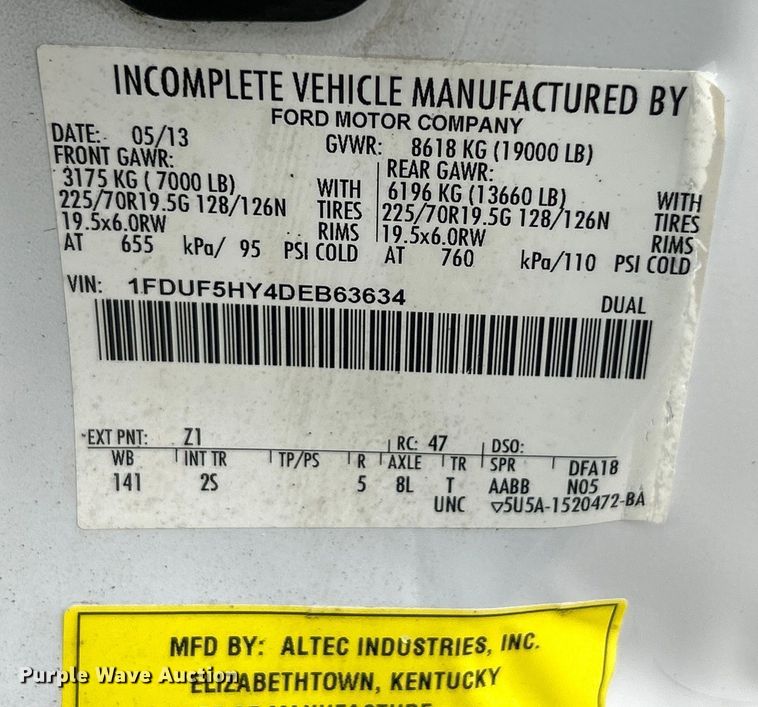 INCOMPLETE VEHICLE MANUFACTURED BY
FORD MOTOR COMPANY
DATE: 05/13 GVWR: 8618 KG (19000 LB)
FRONT GAWR: REAR GAWR:
3175 KG ( 7000 LB) WITH 6196 KG (13660 LB) WITH
225/70R19.5G 128/126N TIRES 225/70R19.5G 128/126N TIRES
19.5x6.0RW RIMS 19.5x6.0RW RIMS
AT 655 kPa/ 95 PSI COLD AT 760 kPa/110 PSI COLD
VIN: 1FDUF5HY4DEB63634 DUAL
EXT PNT: Z1 RC: 47 DSO:
WB INT TR TP/PS R AXLE TR SPR DFA18
141 2S 5 8L T AABB N05
UNC ▽5U5A-1520472-BA
MFD BY: ALTEC INDUSTRIES, INC.
ELIZABETHTOWN, KENTUCKY
Purple Wave Auction